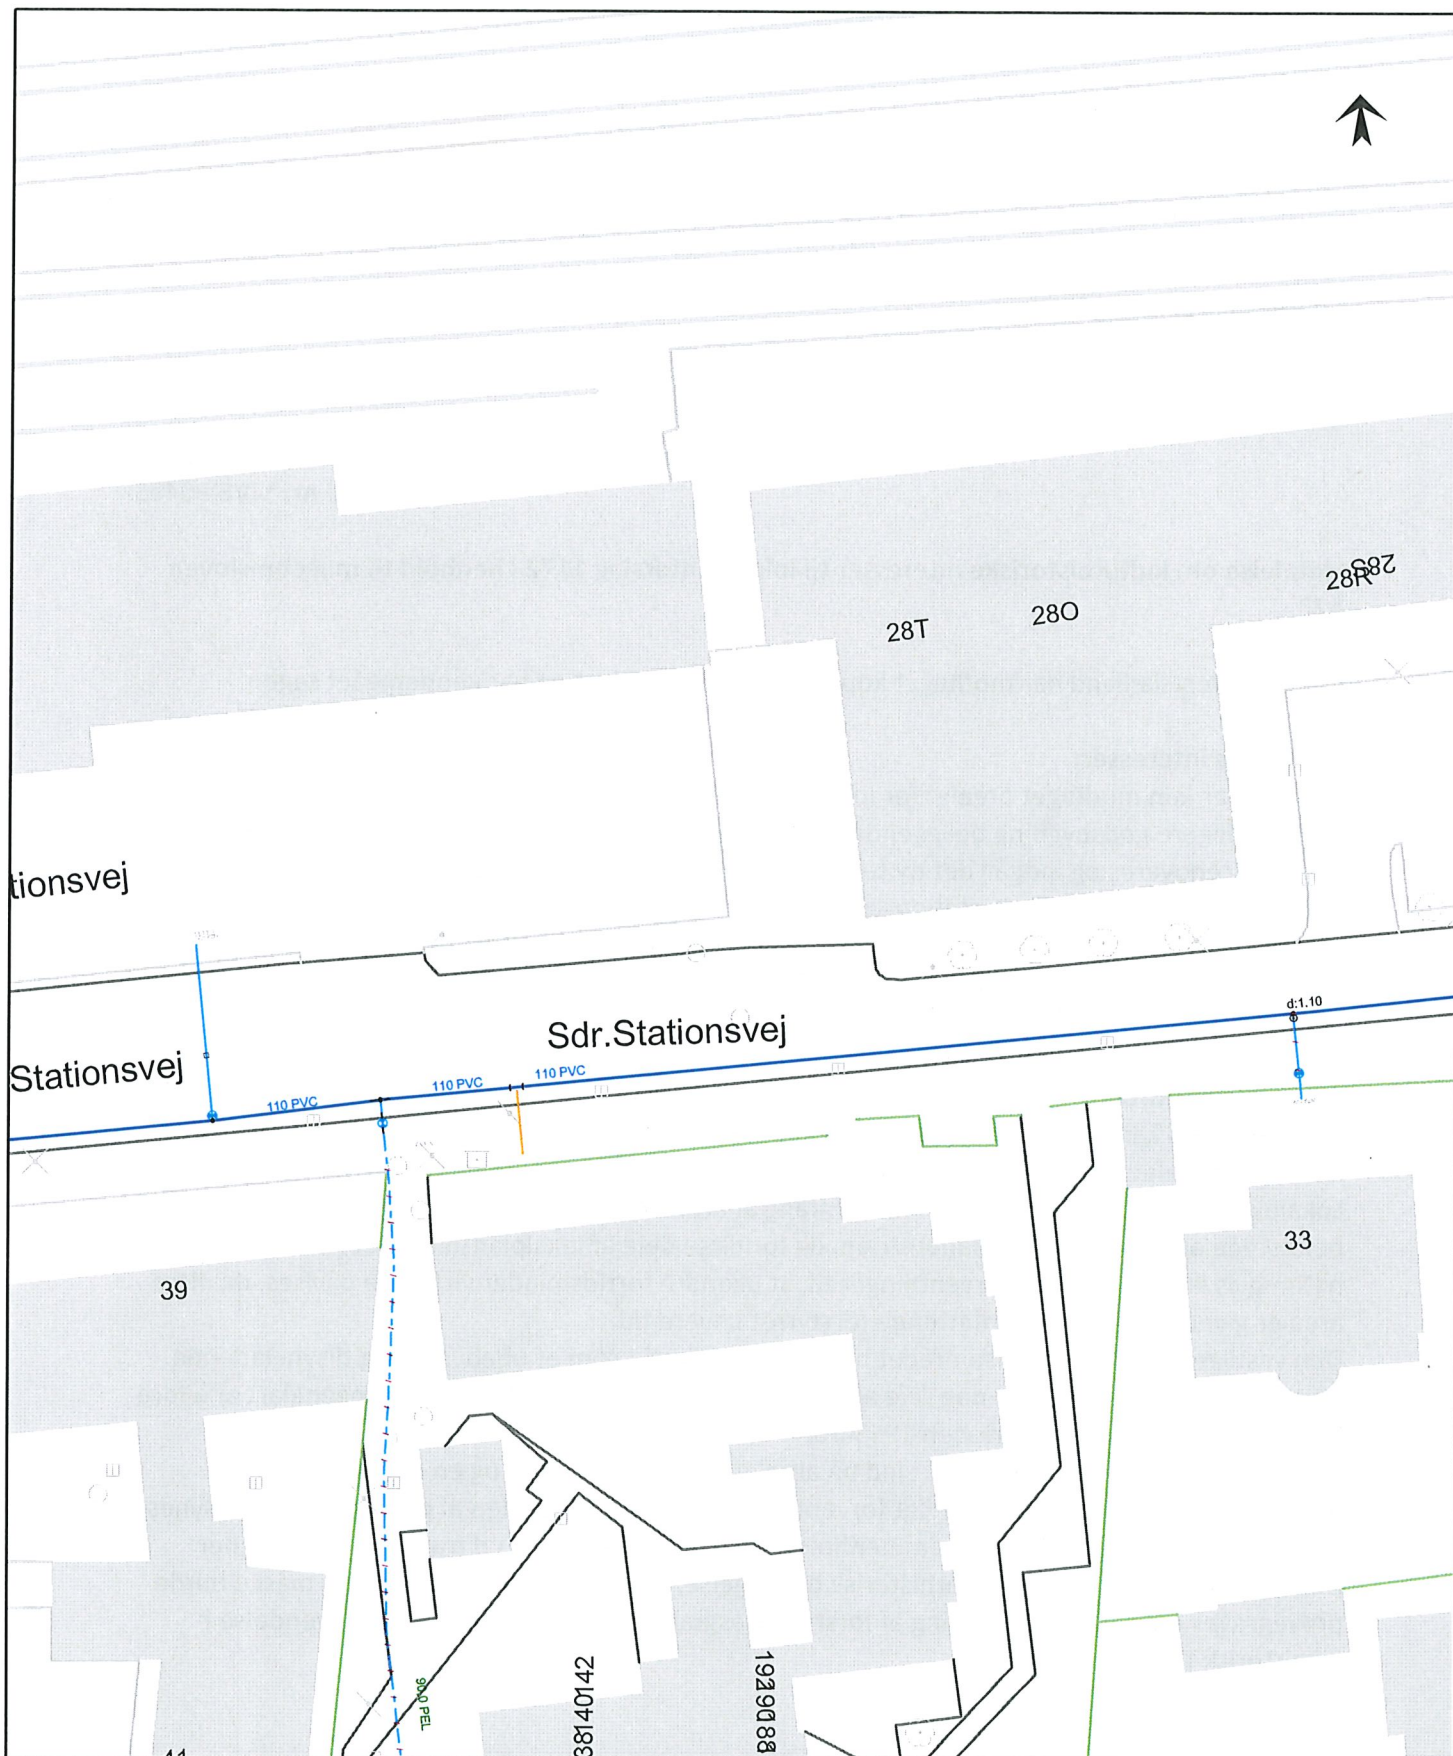 28S
28R
28T
28O
tionsvej
Sdr.Stationsvej
d:1.10
Stationsvej
110 PVC
110 PVC
110 PVC
39
33
90.0 PEL
38140142